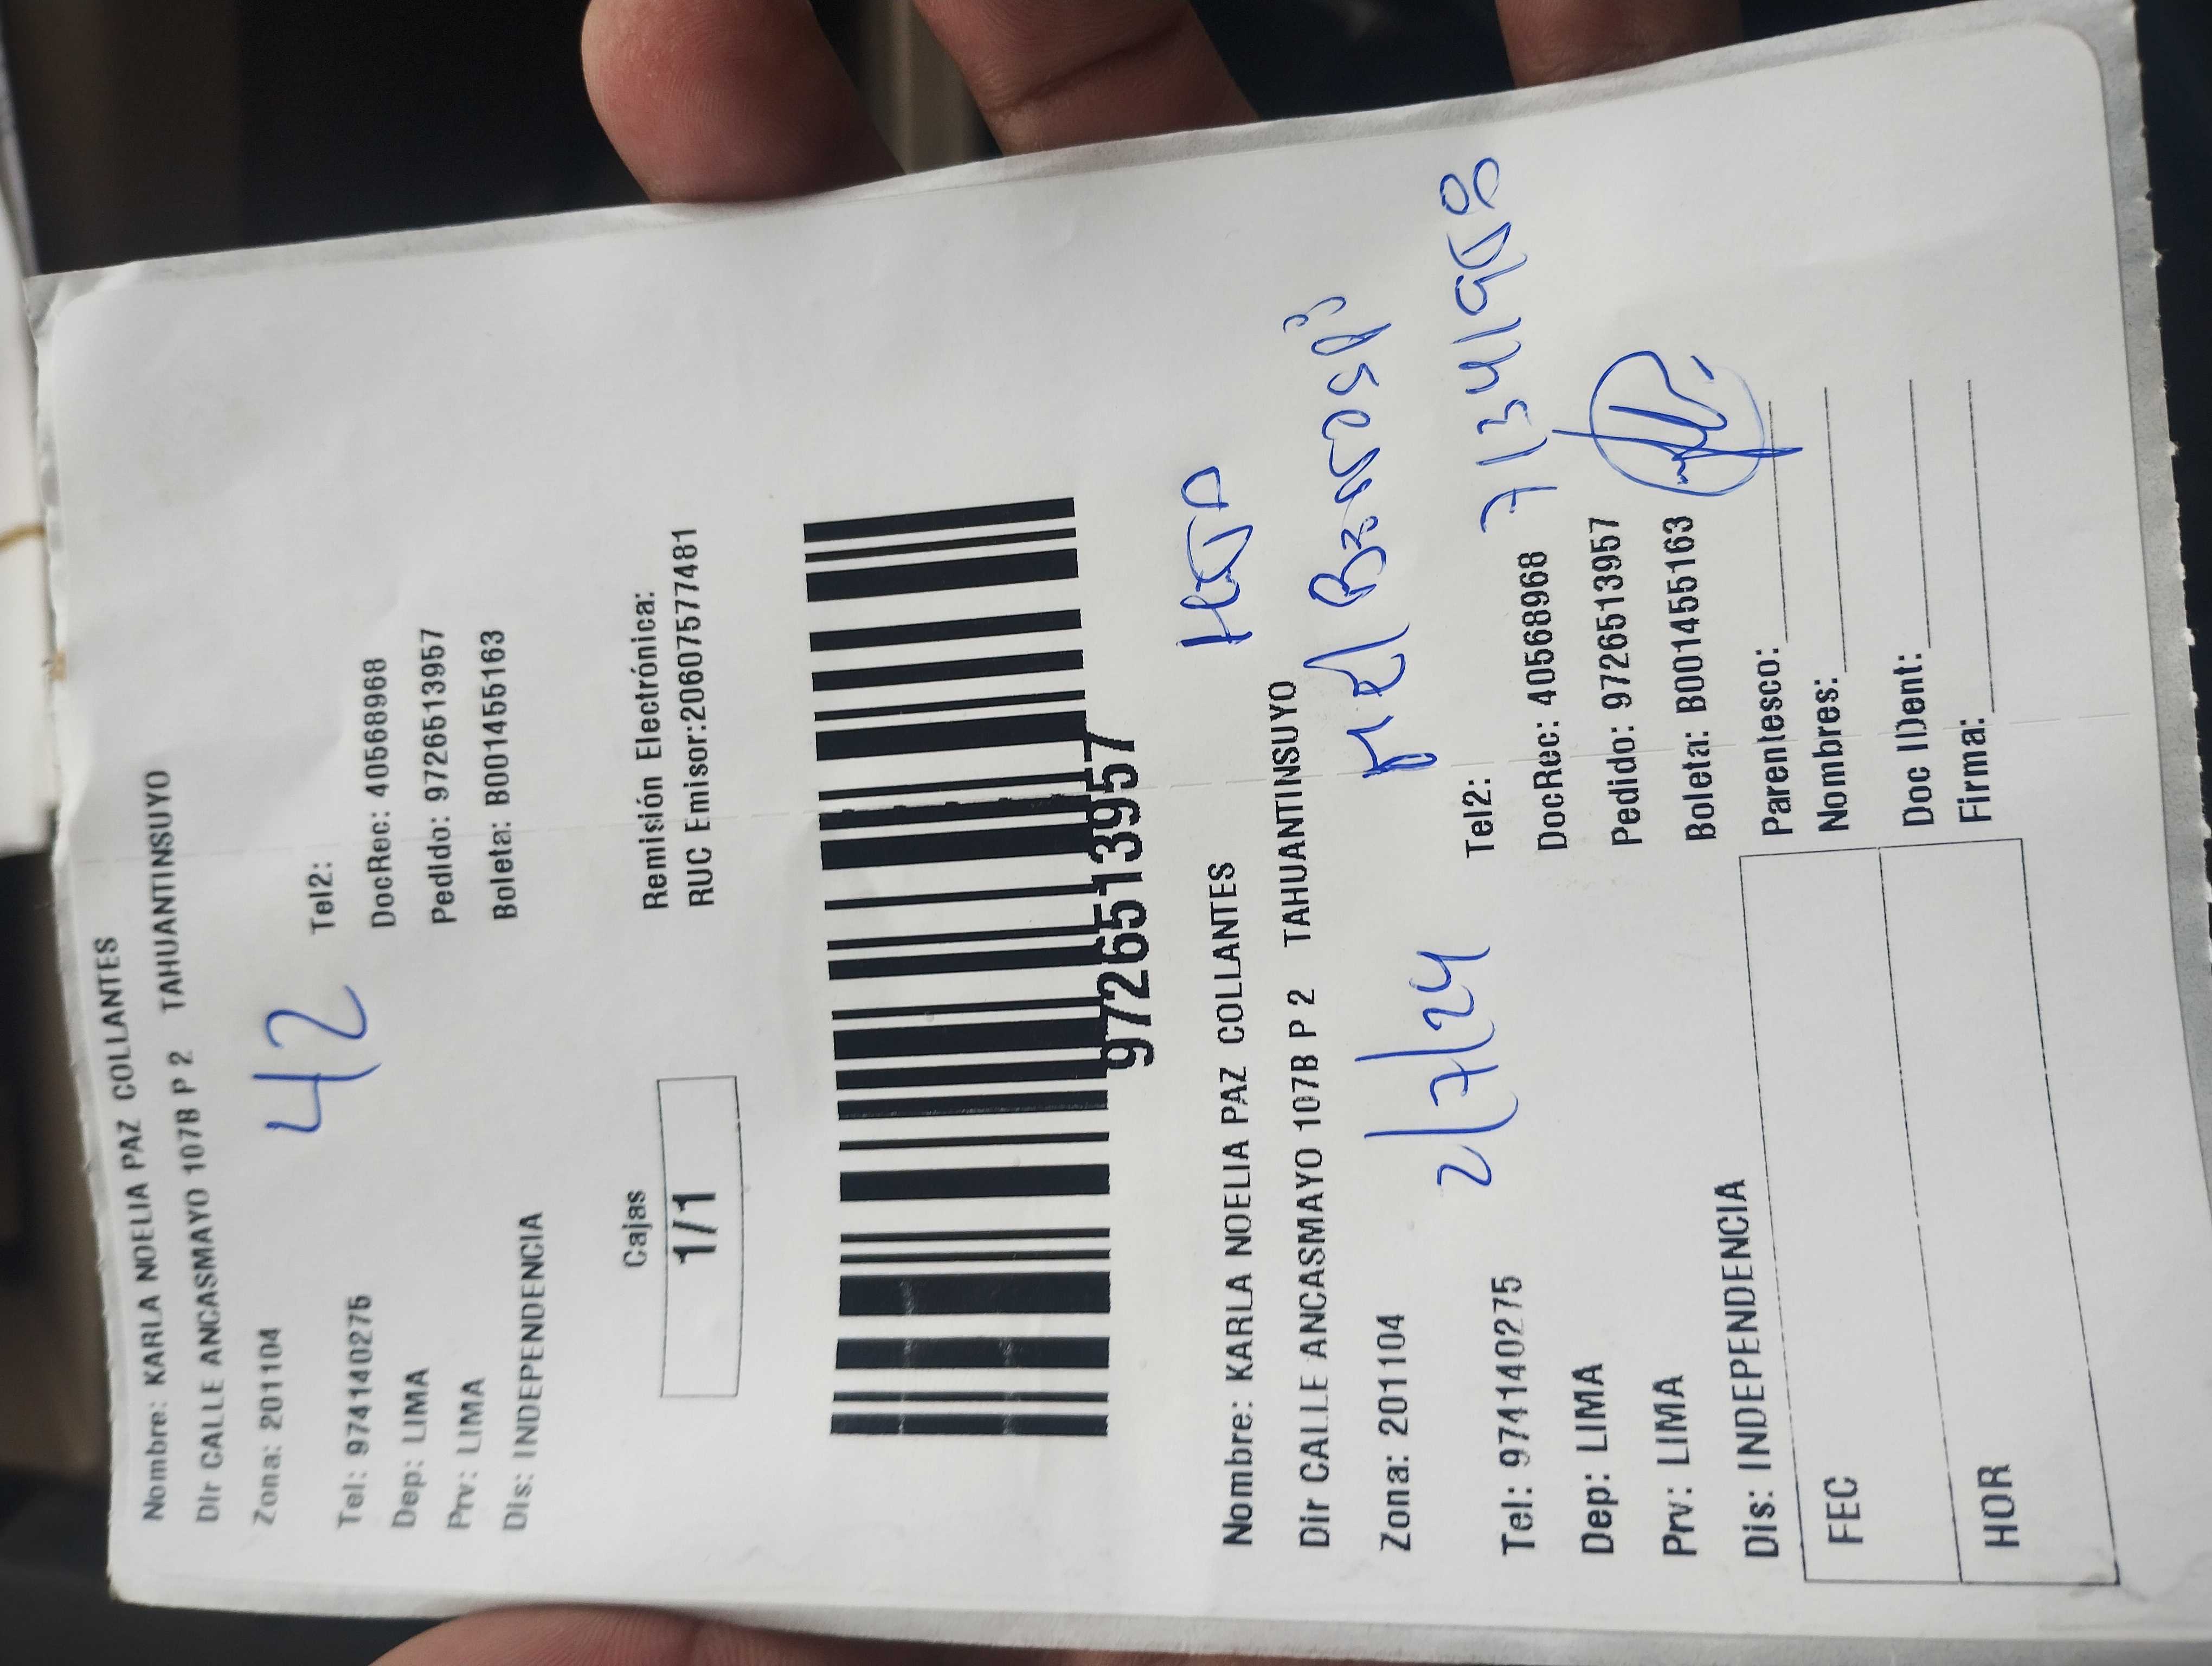 Nombre: KARLA NOELIA PAZ COLLANTES
Dir CALLE ANCASMAYO 107B P 2 TAHUANTINSUYO
Zona: 201104
42
Tel: 974140275 Tel2:
Dep: LIMA DocRec: 40568968
Prv: LIMA Pedido: 9726513957
Dis: INDEPENDENCIA Boleta: B001455163
Cajas Remisión Electrónica:
1/1 RUC Emisor:20607577481
9726513957
Nombre: KARLA NOELIA PAZ COLLANTES
Dir CALLE ANCASMAYO 107B P 2 TAHUANTINSUYO
Zona: 201104
2/7/24
Tel: 974140275 Tel2:
Dep: LIMA DocRec: 40568968
Prv: LIMA Pedido: 9726513957
Dis: INDEPENDENCIA Boleta: B001455163
Parentesco:
FEC Nombres:
Doc IDent:
HOR Firma: